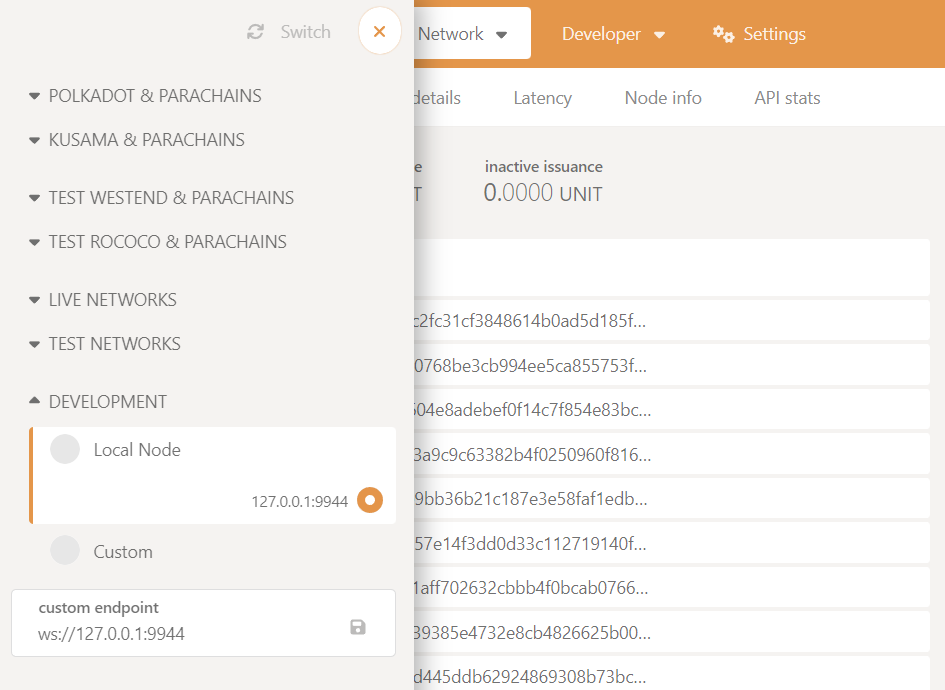 Switch
POLKADOT & PARACHAINS
KUSAMA & PARACHAINS
TEST WESTEND & PARACHAINS
TEST ROCOCO & PARACHAINS
LIVE NETWORKS
TEST NETWORKS
DEVELOPMENT
Local Node
127.0.0.1:9944
Custom
custom endpoint
ws://127.0.0.1:9944
Network
Developer
Settings
details
Latency
Node info
API stats
inactive issuance
0.0000 UNIT
c2fc31cf3848614b0ad5d185f...
0768be3cb994ee5ca855753f...
504e8adebef0f14c7f854e83bc...
3a9c9c63382b4f0250960f816...
9bb36b21c187e3e58faf1edb...
57e14f3dd0d33c112719140f...
1aff702632cbbb4f0bcab0766...
39385e4732e8cb4826625b00...
d445ddb62924869308b73bc...